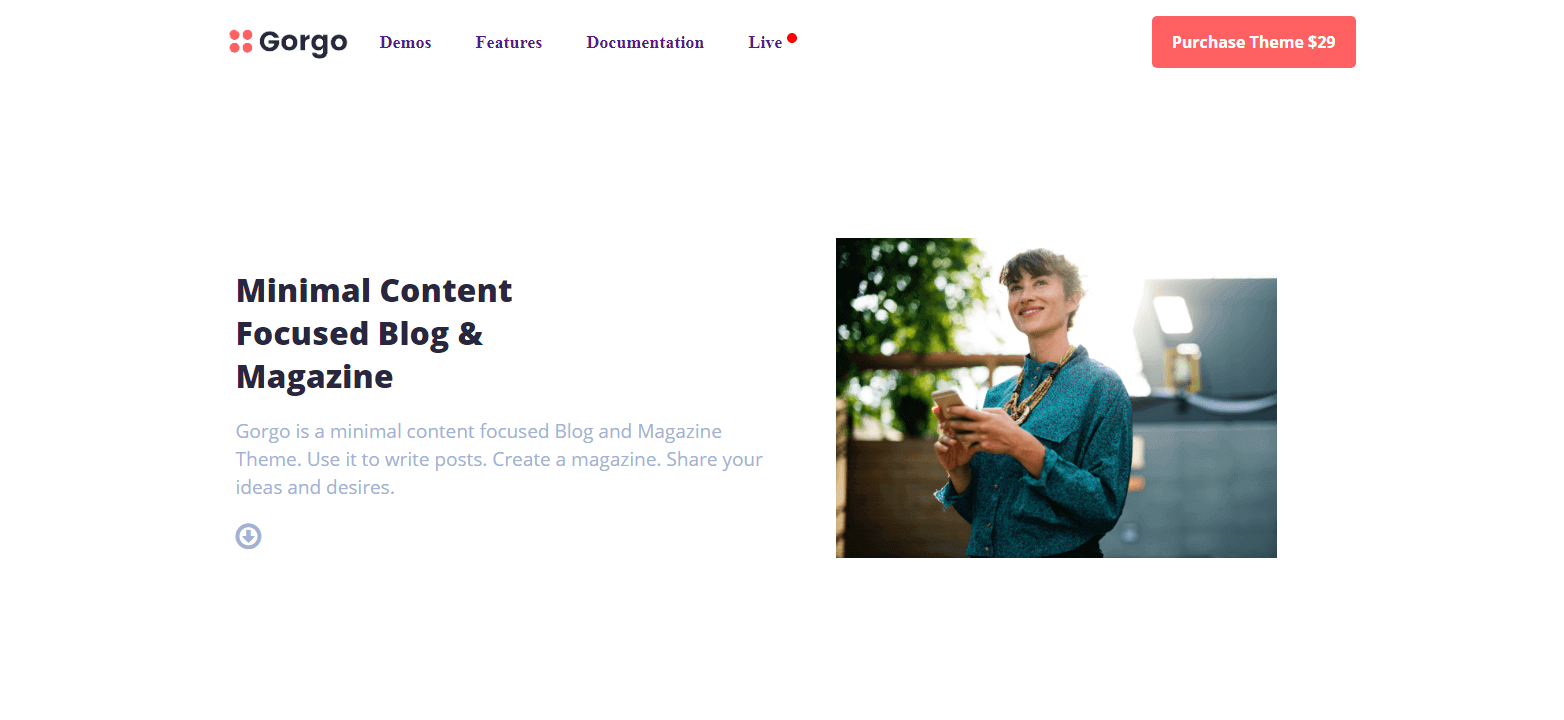 Gorgo Demos Features Documentation Live Purchase Theme $29
Minimal Content
Focused Blog &
Magazine
Gorgo is a minimal content focused Blog and Magazine
Theme. Use it to write posts. Create a magazine. Share your
ideas and desires.